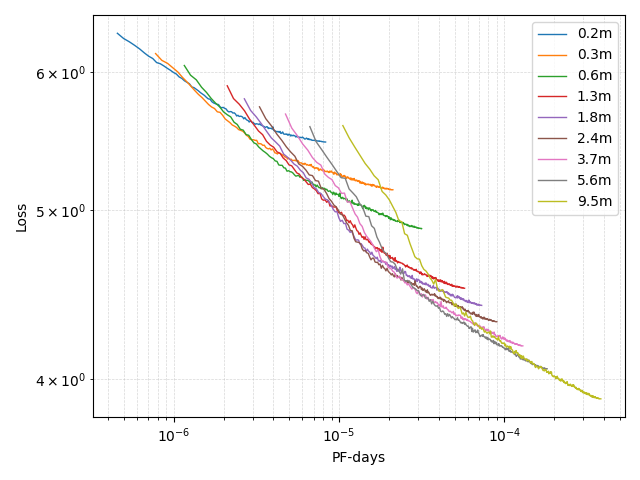 6 × 10⁰
5 × 10⁰
4 × 10⁰
Loss
10⁻⁶
10⁻⁵
10⁻⁴
PF-days
0.2m
0.3m
0.6m
1.3m
1.8m
2.4m
3.7m
5.6m
9.5m